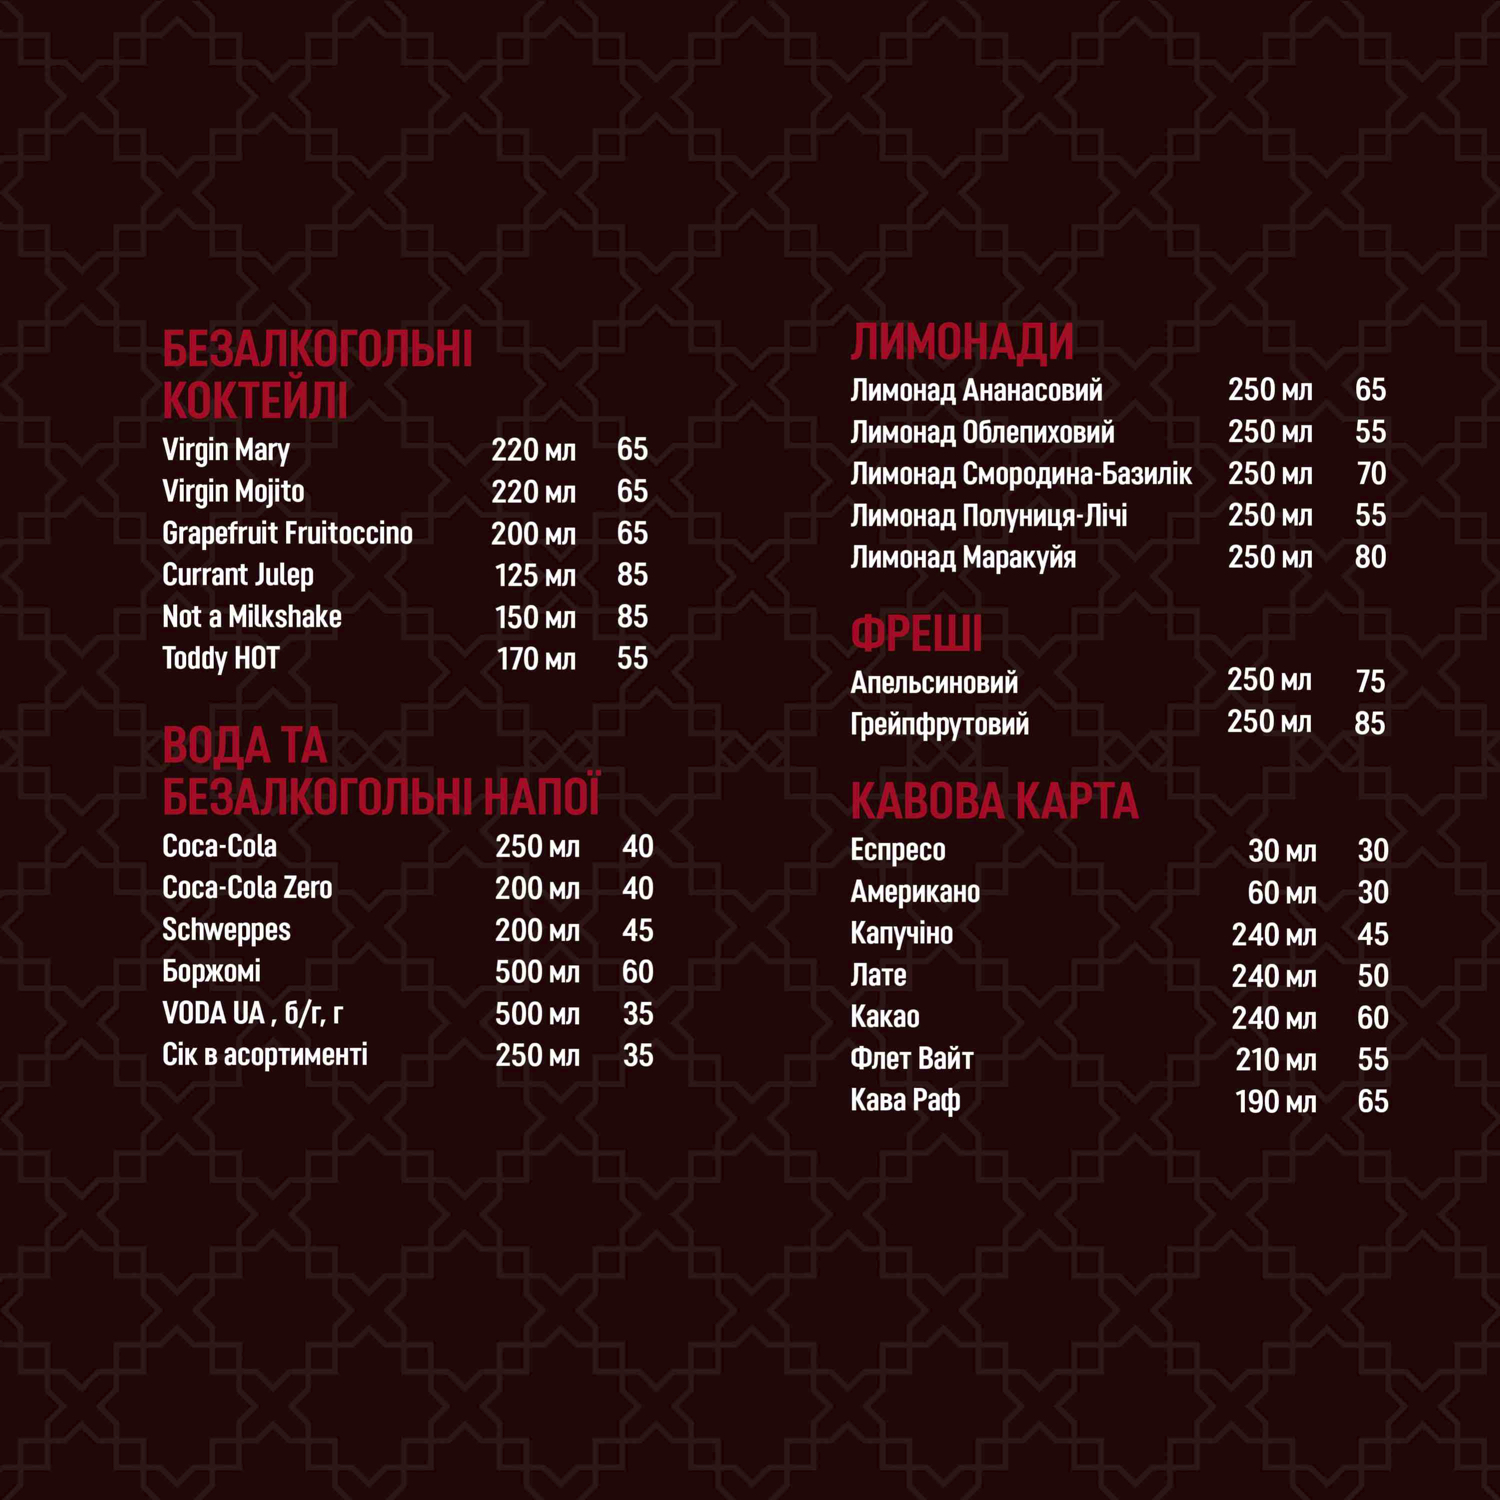 БЕЗАЛКОГОЛЬНІ
КОКТЕЙЛІ
Virgin Mary 220 мл 65
Virgin Mojito 220 мл 65
Grapefruit Fruitoccino 200 мл 65
Currant Julep 125 мл 85
Not a Milkshake 150 мл 85
Toddy HOT 170 мл 55
ВОДА ТА
БЕЗАЛКОГОЛЬНІ НАПОЇ
Coca-Cola 250 мл 40
Coca-Cola Zero 200 мл 40
Schweppes 200 мл 45
Боржомі 500 мл 60
VODA UA , б/г, г 500 мл 35
Сік в асортименті 250 мл 35
ЛИМОНАДИ
Лимонад Ананасовий 250 мл 65
Лимонад Облепиховий 250 мл 55
Лимонад Смородина-Базилік 250 мл 70
Лимонад Полуниця-Лічі 250 мл 55
Лимонад Маракуйя 250 мл 80
ФРЕШІ
Апельсиновий 250 мл 75
Грейпфрутовий 250 мл 85
КАВОВА КАРТА
Еспресо 30 мл 30
Американо 60 мл 30
Капучіно 240 мл 45
Лате 240 мл 50
Какао 240 мл 60
Флет Вайт 210 мл 55
Кава Раф 190 мл 65